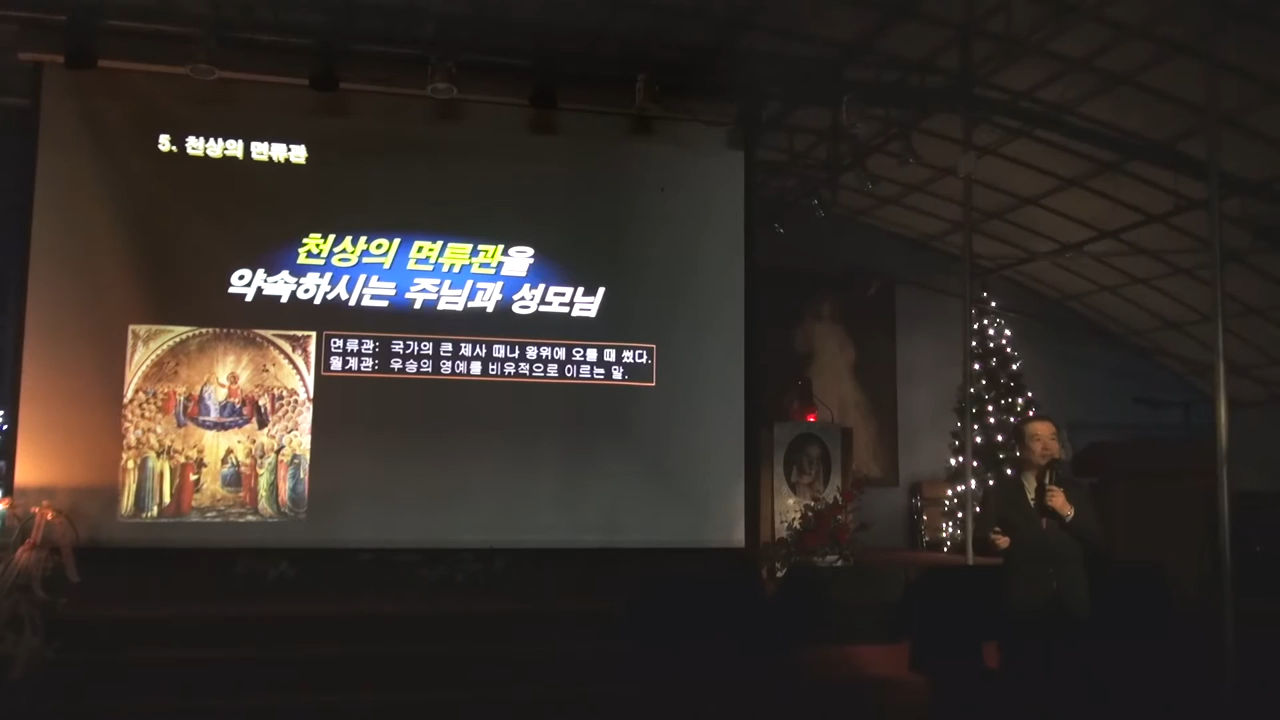 5. 천상의 면류관
천상의 면류관을
약속하시는 주님과 성모님
면류관: 국가의 큰 제사 때나 왕위에 오를 때 썼다.
월계관: 우승의 영예를 비유적으로 이르는 말.